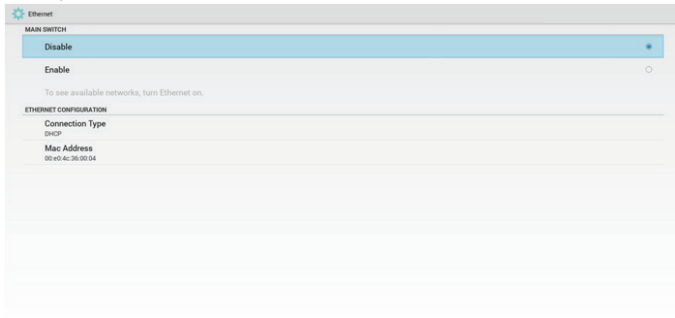 Ethernet
MAIN SWITCH
Disable
Enable
To see available networks, turn Ethernet on.
ETHERNET CONFIGURATION
Connection Type
DHCP
Mac Address
00:e0:4c:36:00:04